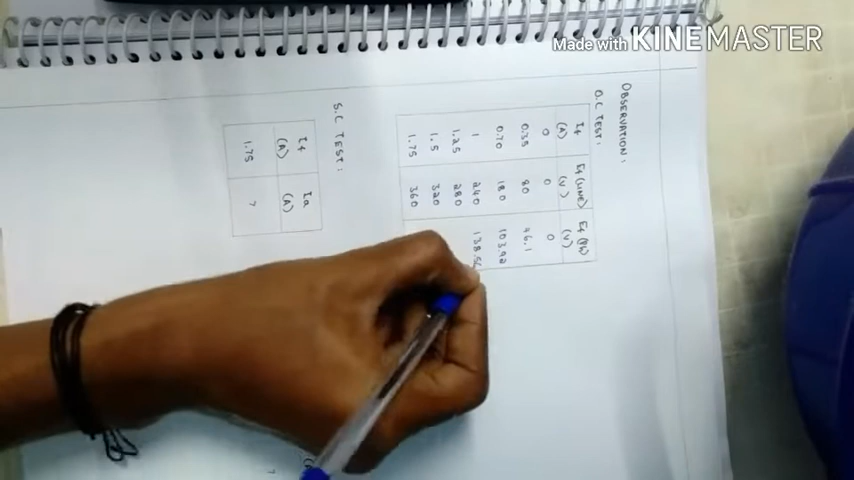 Made with KINEMASTER
OBSERVATION:
O.C TEST:
If (A) Ef (LINE) (V) Ef (Ph) (V)
0 0 0
0.35 80 46.1
0.70 180 103.92
1 240 138.56
1.25 280
1.5 320
1.75 360
S.C TEST:
If (A) Ia (A)
1.75 7